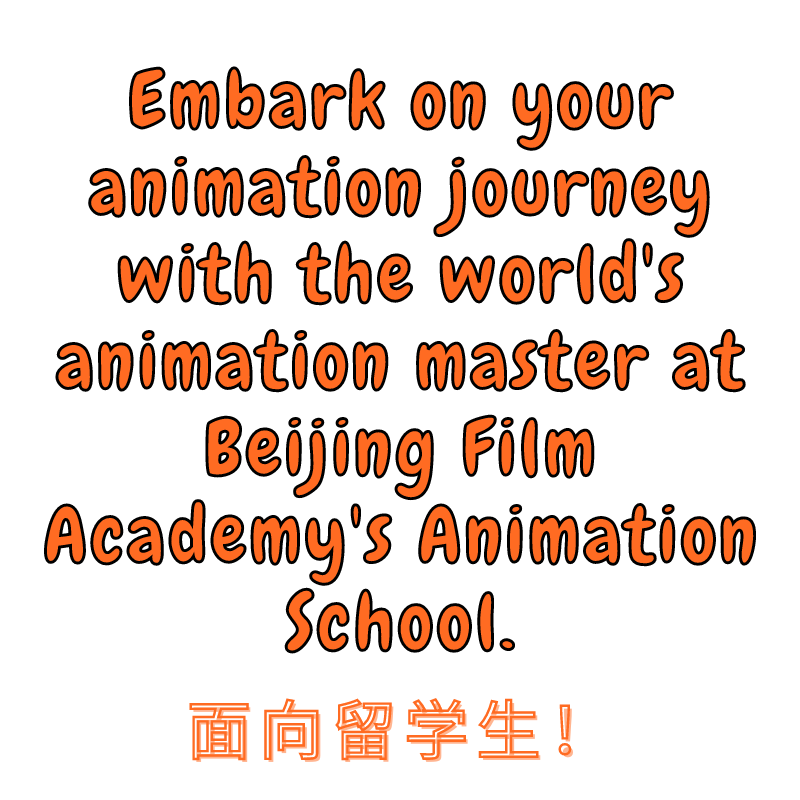 Embark on your
animation journey
with the world's
animation master at
Beijing Film
Academy's Animation
School.
面向留学生！